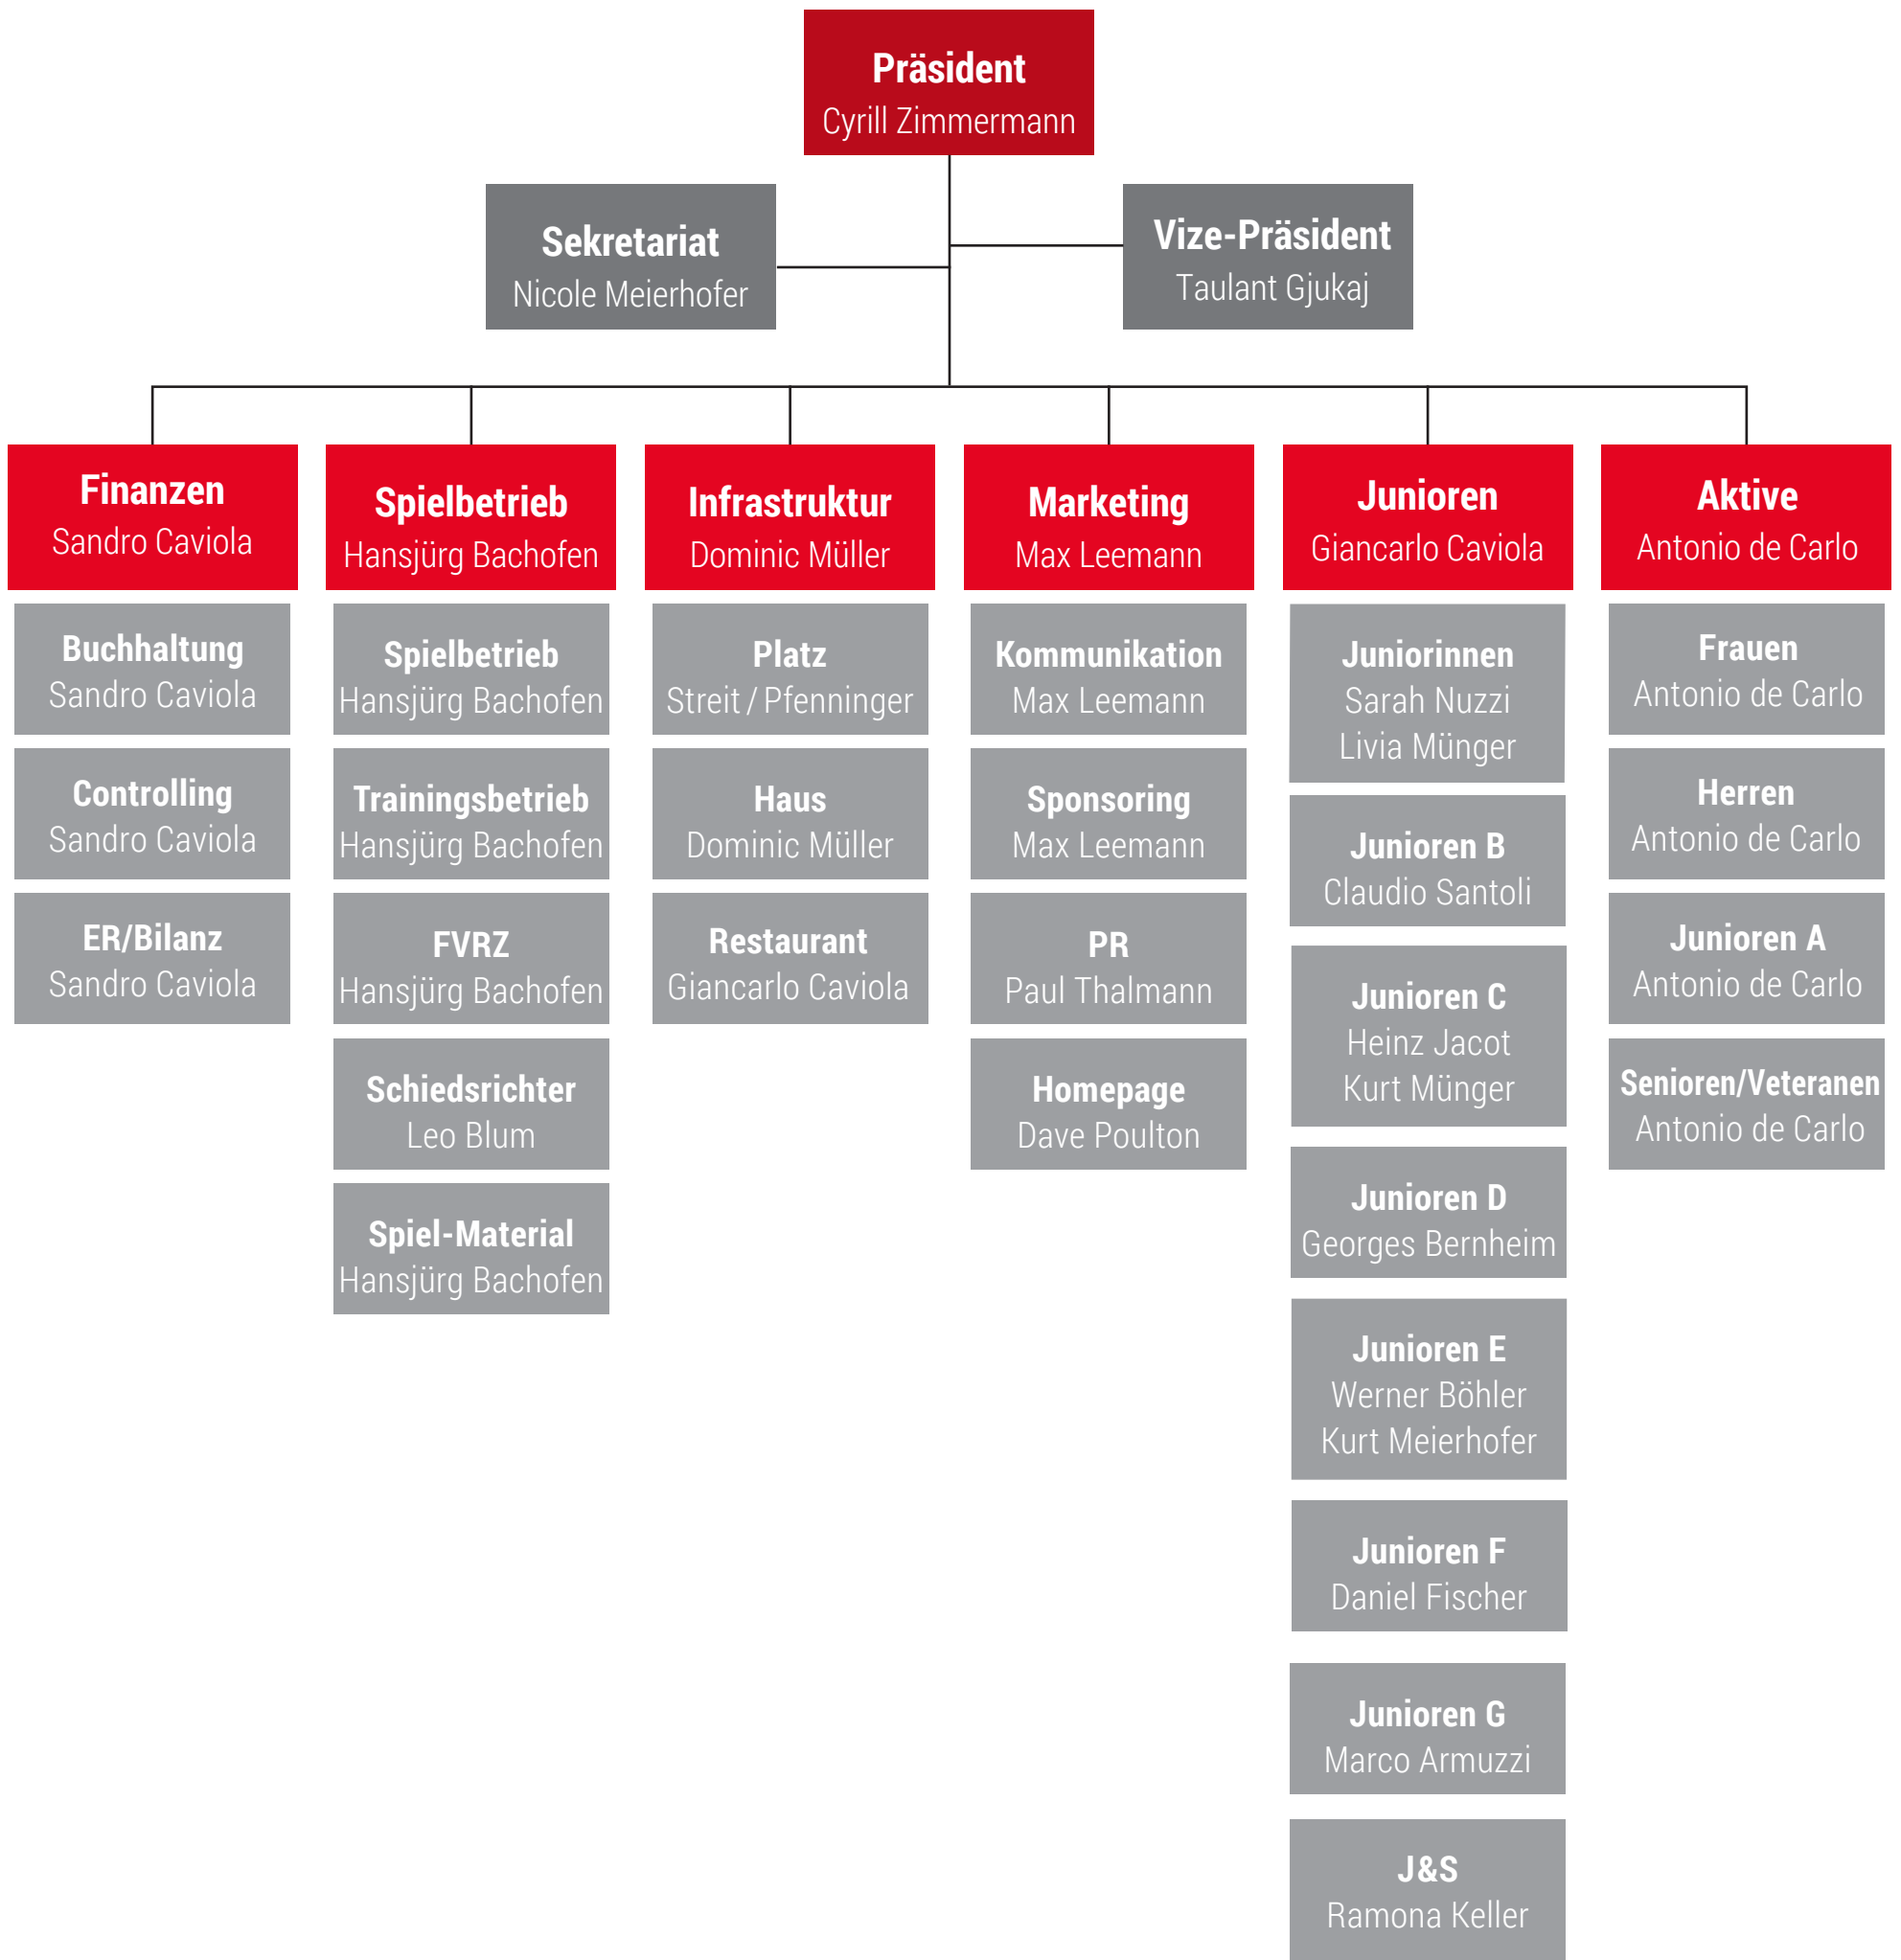 Präsident
Cyrill Zimmermann
Sekretariat
Nicole Meierhofer
Vize-Präsident
Taulant Gjukaj
Finanzen
Sandro Caviola
Buchhaltung
Sandro Caviola
Controlling
Sandro Caviola
ER/Bilanz
Sandro Caviola
Spielbetrieb
Hansjürg Bachofen
Spielbetrieb
Hansjürg Bachofen
Trainingsbetrieb
Hansjürg Bachofen
FVRZ
Hansjürg Bachofen
Schiedsrichter
Leo Blum
Spiel-Material
Hansjürg Bachofen
Infrastruktur
Dominic Müller
Platz
Streit / Pfenninger
Haus
Dominic Müller
Restaurant
Giancarlo Caviola
Marketing
Max Leemann
Kommunikation
Max Leemann
Sponsoring
Max Leemann
PR
Paul Thalmann
Homepage
Dave Poulton
Junioren
Giancarlo Caviola
Juniorinnen
Sarah Nuzzi
Livia Münger
Junioren B
Claudio Santoli
Junioren C
Heinz Jacot
Kurt Münger
Junioren D
Georges Bernheim
Junioren E
Werner Böhler
Kurt Meierhofer
Junioren F
Daniel Fischer
Junioren G
Marco Armuzzi
J&S
Ramona Keller
Aktive
Antonio de Carlo
Frauen
Antonio de Carlo
Herren
Antonio de Carlo
Junioren A
Antonio de Carlo
Senioren/Veteranen
Antonio de Carlo